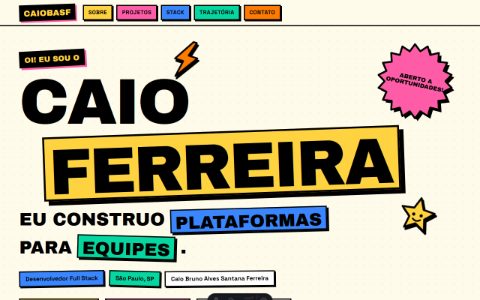 CAIOBASF SOBRE PROJETOS STACK TRAJETÓRIA CONTATO
OI! EU SOU O
CAIO
FERREIRA
ABERTO A
OPORTUNIDADES!
EU CONSTRUO PLATAFORMAS
PARA EQUIPES .
Desenvolvedor Full Stack São Paulo, SP Caio Bruno Alves Santana Ferreira